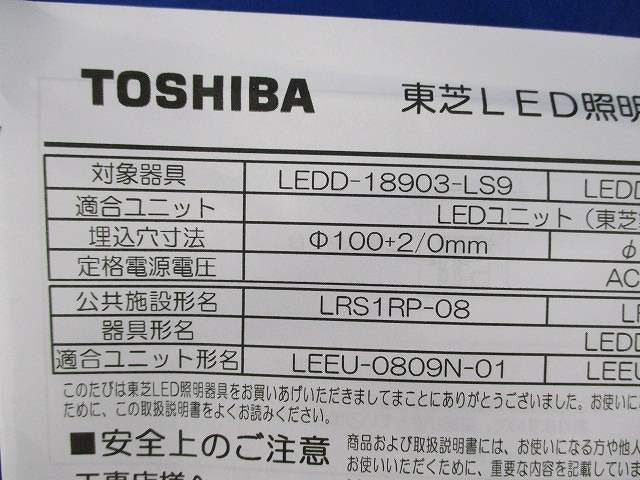 TOSHIBA 東芝LED照明
対象器具 LEDD-18903-LS9 LEDD
適合ユニット LEDユニット（東芝
埋込穴寸法 Φ100+2/0mm φ
定格電源電圧 AC
公共施設形名 LRS1RP-08
器具形名 LEDD
適合ユニット形名 LEEU-0809N-01 LEEU
このたびは東芝LED照明器具をお買いあげいただきましてまことにありがとうございました。お使いに
ために、この取扱説明書をよくお読みください。
■安全上のご注意
商品および取扱説明書には、お使いになる方や他人
お使いいただくために、重要な内容を記載していま
工事店様へ